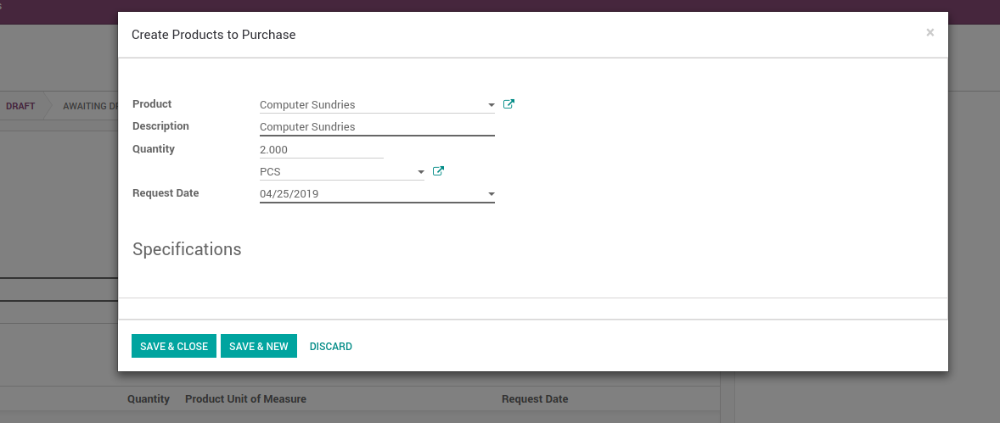 s
Create Products to Purchase ×
DRAFT AWAITING
Product Computer Sundries
Description Computer Sundries
Quantity 2.000
PCS
Request Date 04/25/2019
Specifications
SAVE & CLOSE SAVE & NEW DISCARD
Quantity Product Unit of Measure Request Date